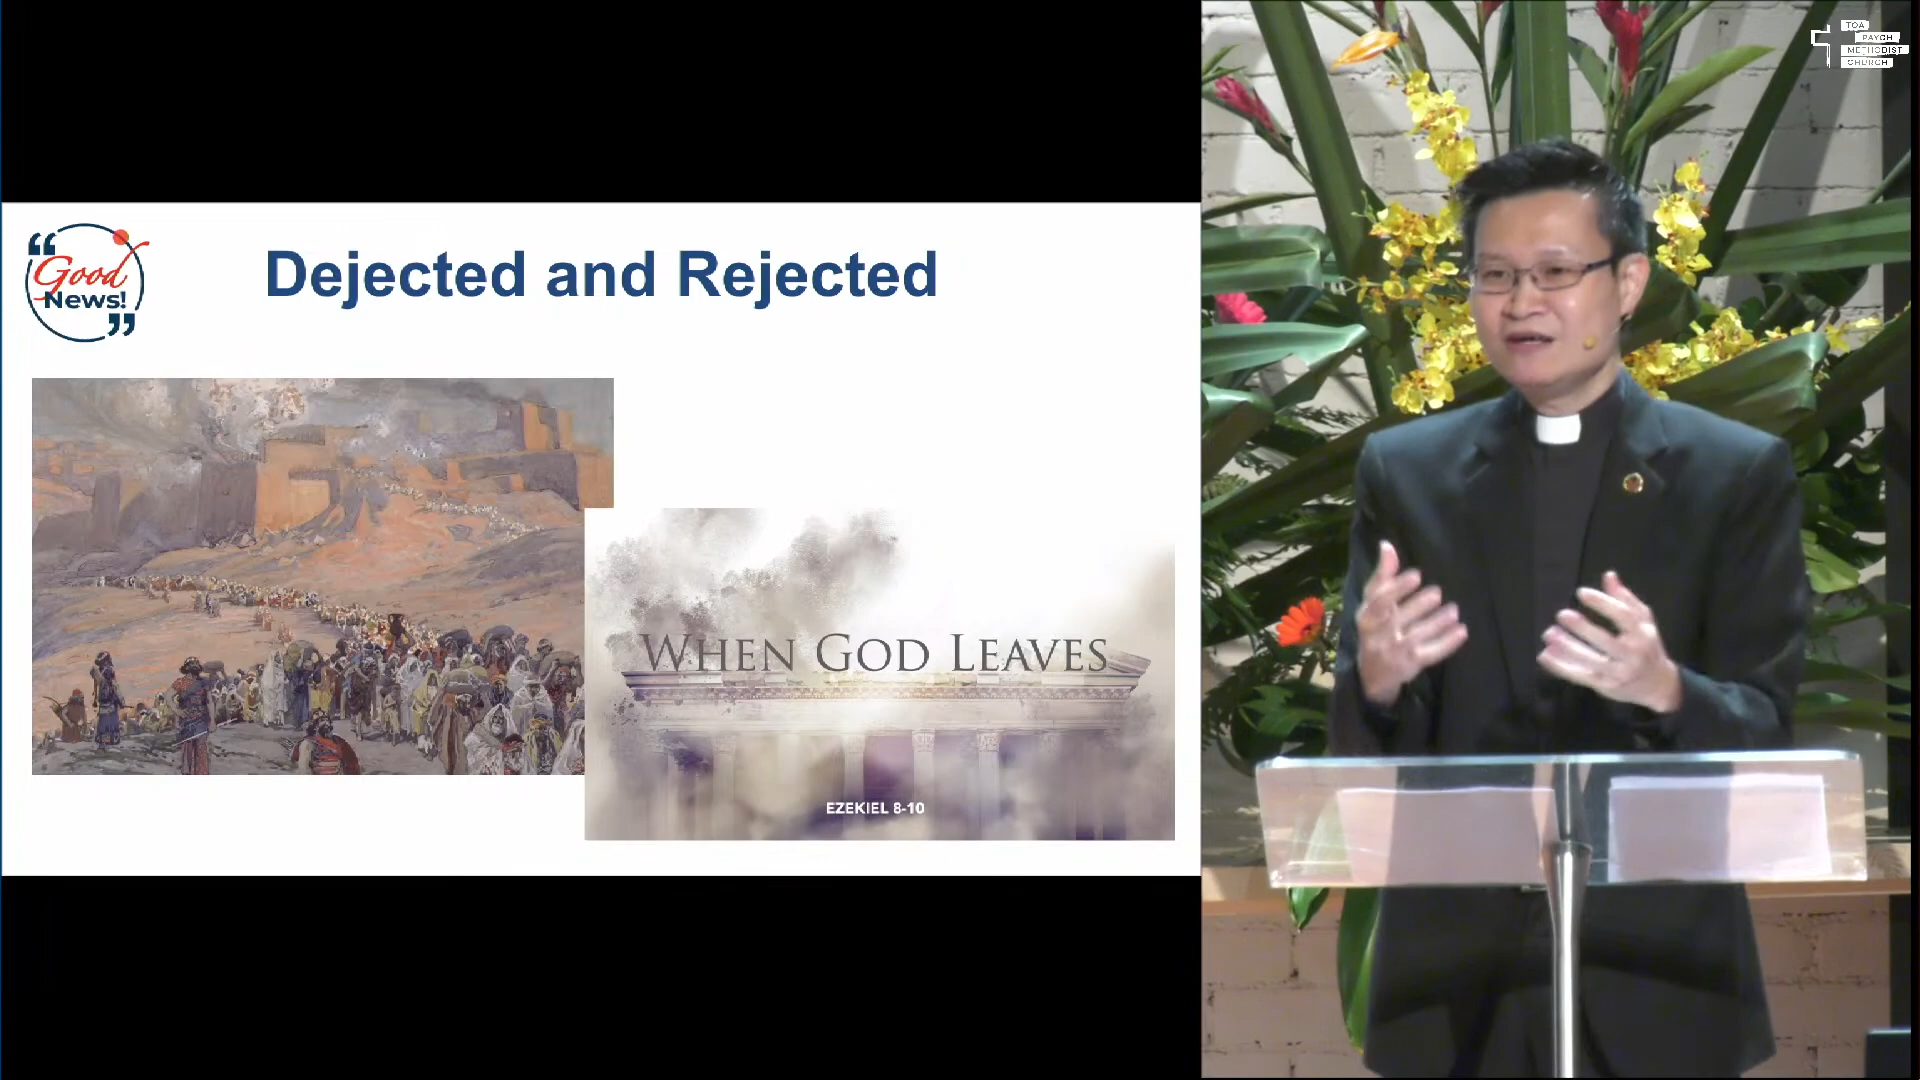 “Good
News!”
Dejected and Rejected
WHEN GOD LEAVES
EZEKIEL 8-10
TOA
PAYOH
METHODIST
CHURCH